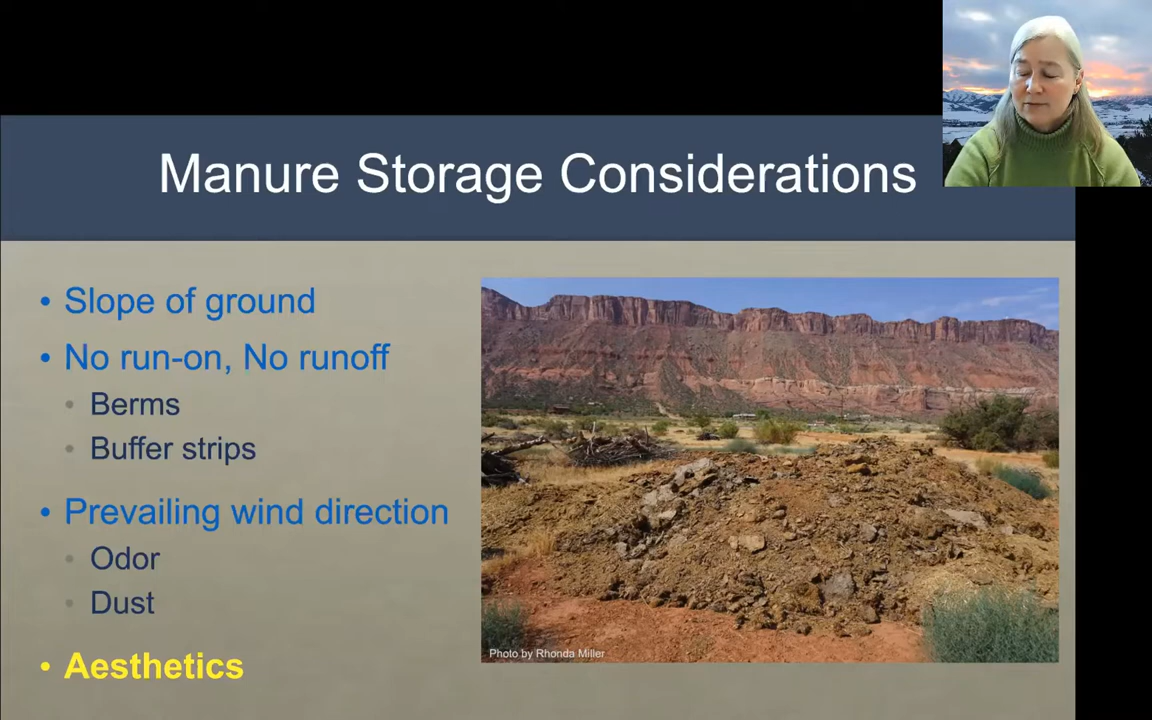 Manure Storage Considerations
• Slope of ground
• No run-on, No runoff
• Berms
• Buffer strips
• Prevailing wind direction
• Odor
• Dust
• Aesthetics
Photo by Rhonda Miller